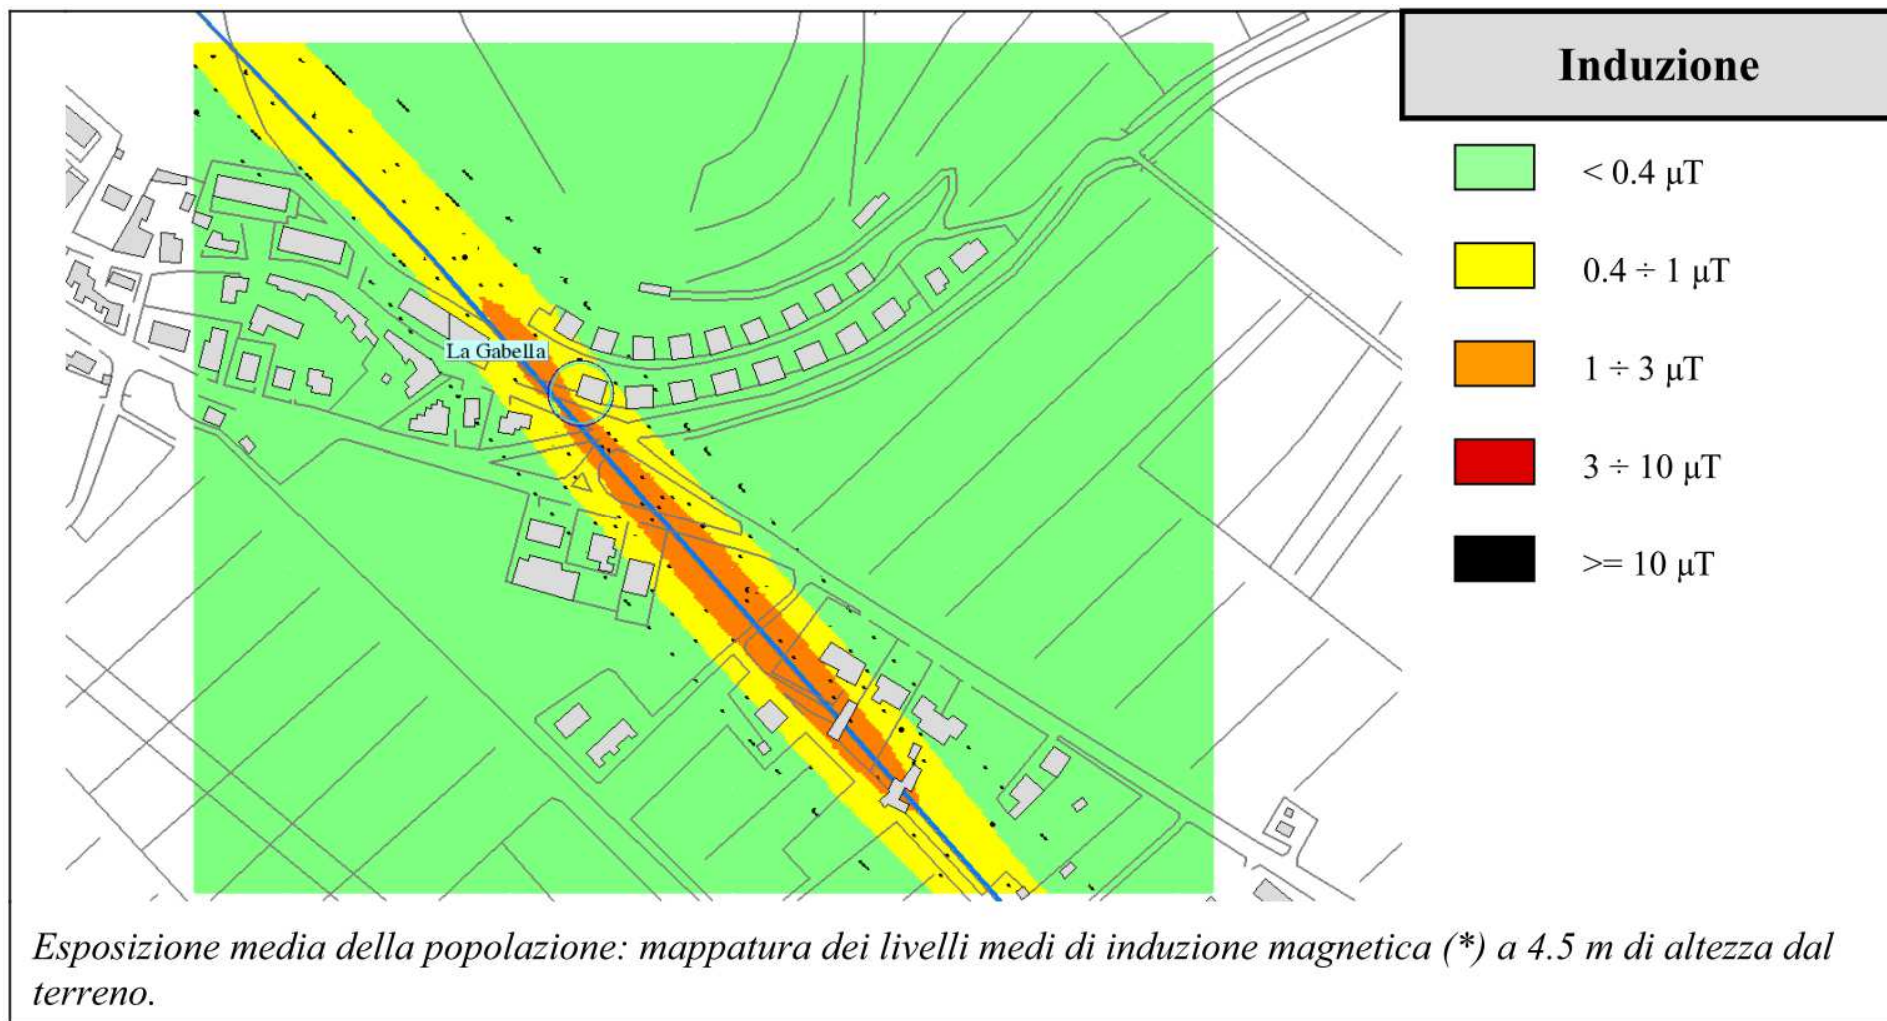 Induzione
< 0.4 μT
0.4 ÷ 1 μT
1 ÷ 3 μT
3 ÷ 10 μT
>= 10 μT
La Gabella
Esposizione media della popolazione: mappatura dei livelli medi di induzione magnetica (*) a 4.5 m di altezza dal
terreno.